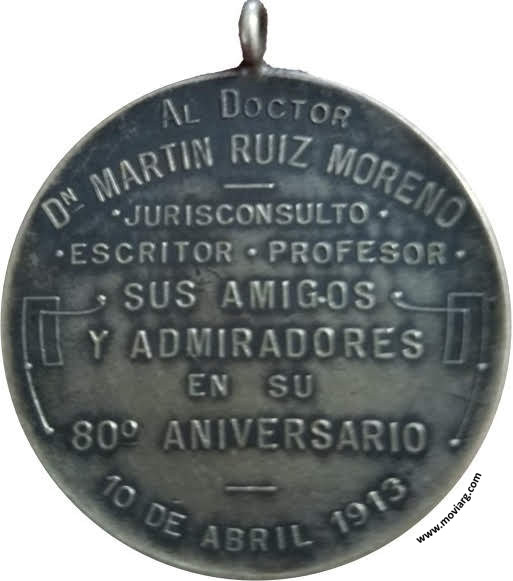 AL DOCTOR
Dᴺ MARTIN RUIZ MORENO
· JURISCONSULTO ·
· ESCRITOR · PROFESOR ·
SUS AMIGOS
Y ADMIRADORES
EN SU
80º ANIVERSARIO
10 DE ABRIL 1913
www.moviarg.com